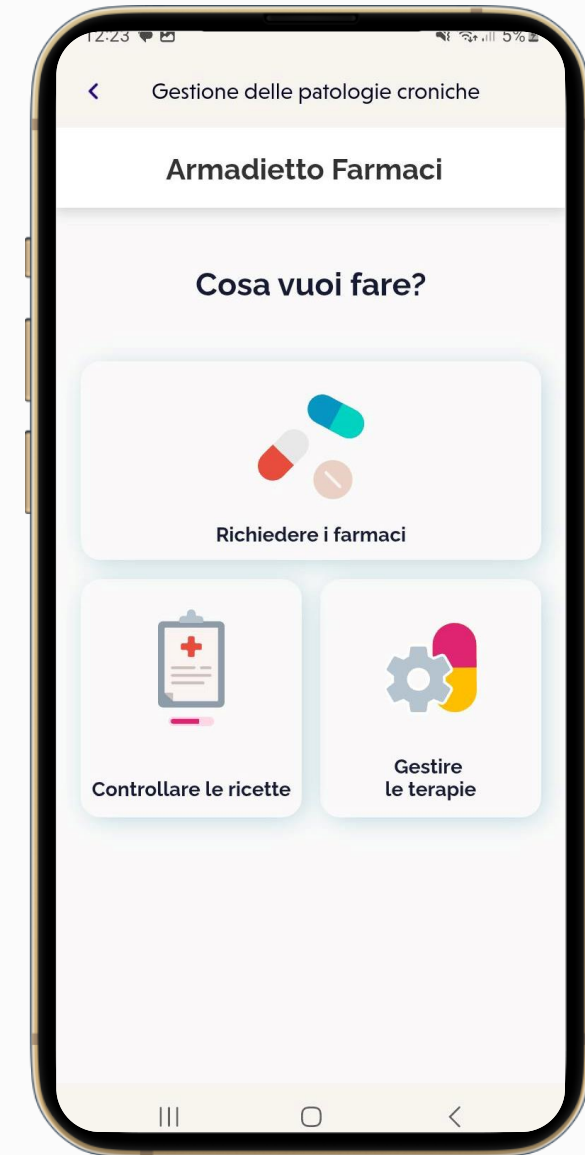 12:23 5%
Gestione delle patologie croniche
Armadietto Farmaci
Cosa vuoi fare?
Richiedere i farmaci
Controllare le ricette
Gestire
le terapie